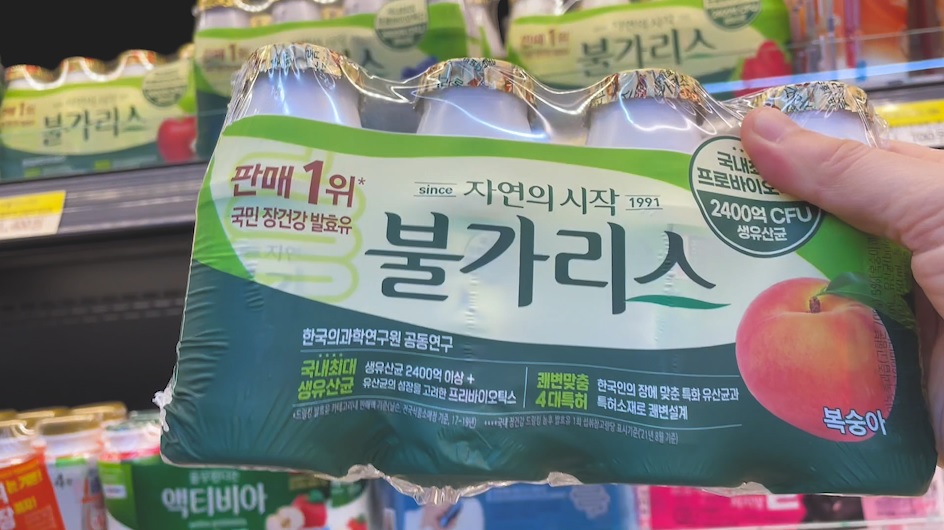 판매 1위
불가리스
불가리스
판매 1위*
국민 장건강 발효유
since 자연의 시작 1991
불가리스
국내최
프로바이오
2400억 CFU
생유산균
한국의과학연구원 공동연구
국내최대
생유산균
생유산균 2400억 이상 +
유산균의 성장을 고려한 프리바이오틱스
쾌변맞춤
4대특허
한국인의 장에 맞춘 특화 유산균과
특허소재로 쾌변설계
복숭아
액티비아